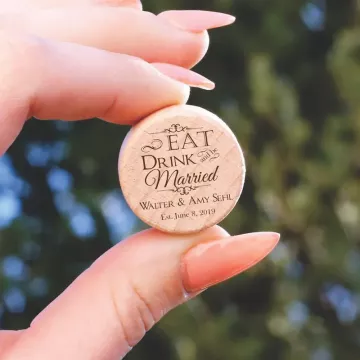 EAT
DRINK and be
Married
WALTER & AMY SEHL
Est. June 8, 2019